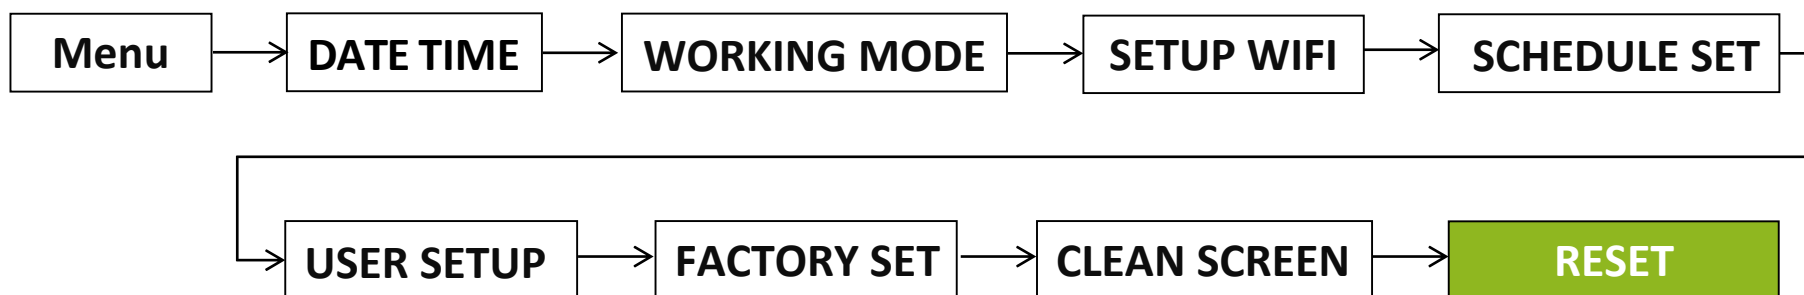 Menu DATE TIME WORKING MODE SETUP WIFI SCHEDULE SET
USER SETUP FACTORY SET CLEAN SCREEN RESET